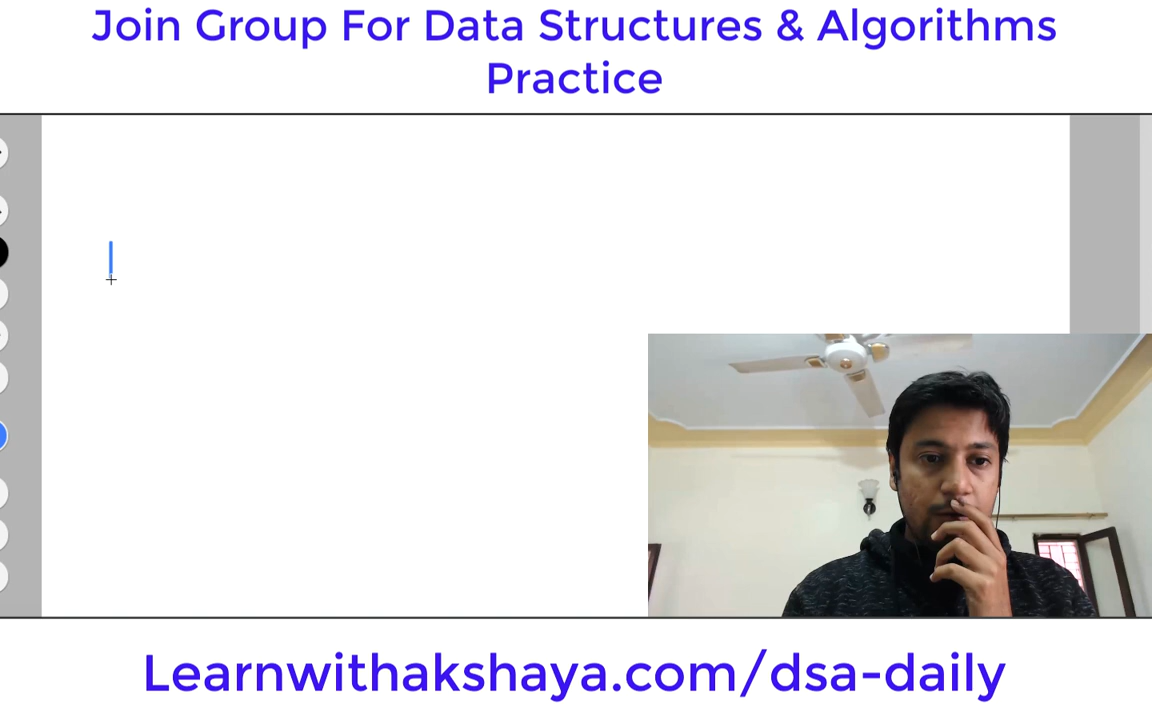 Join Group For Data Structures & Algorithms
Practice
Learnwithakshaya.com/dsa-daily